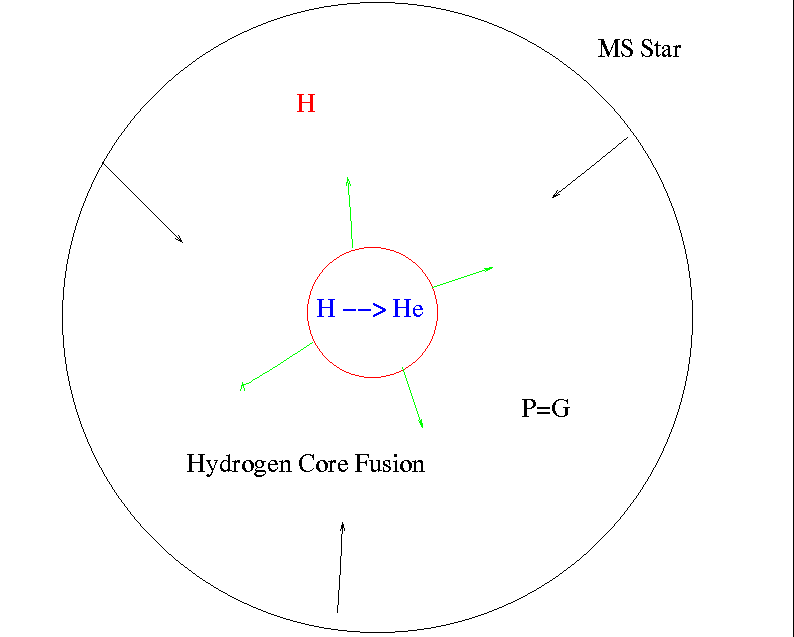 MS Star
H
H --> He
P=G
Hydrogen Core Fusion